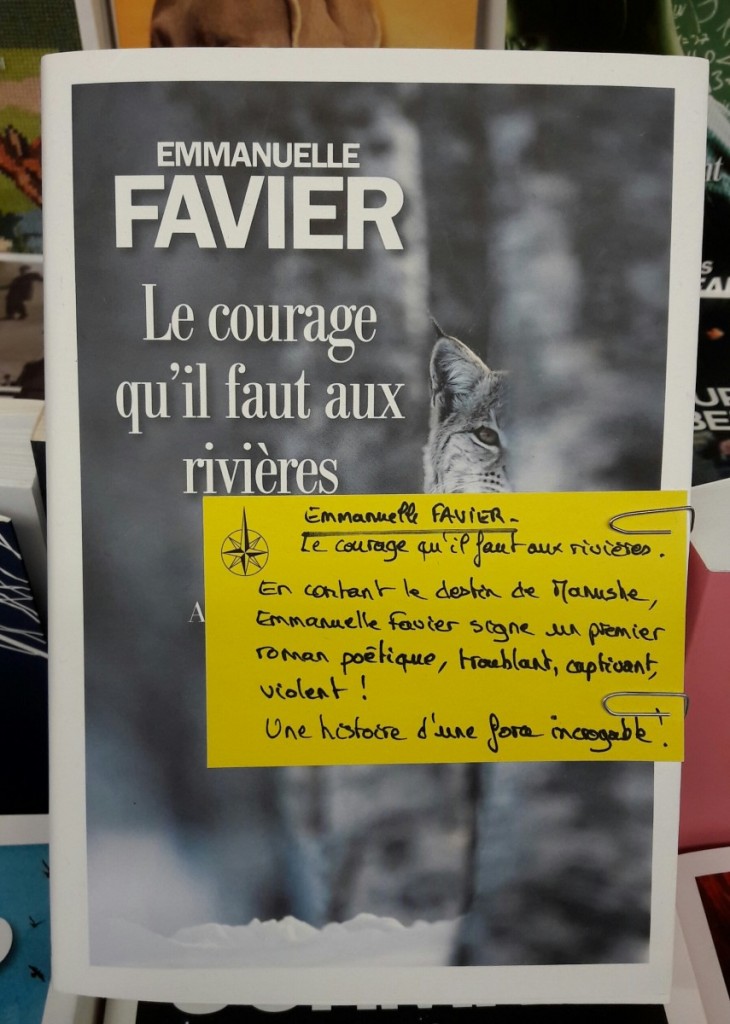 EMMANUELLE
FAVIER
Le courage
qu'il faut aux
rivières
A
Emmanuelle FAVIER.
Le courage qu'il faut aux rivières.
En contant le destin de Manushe,
Emmanuelle Favier signe un premier
roman poëtique, troublant, captivant,
violent !
Une histoire d'une force incroyable !